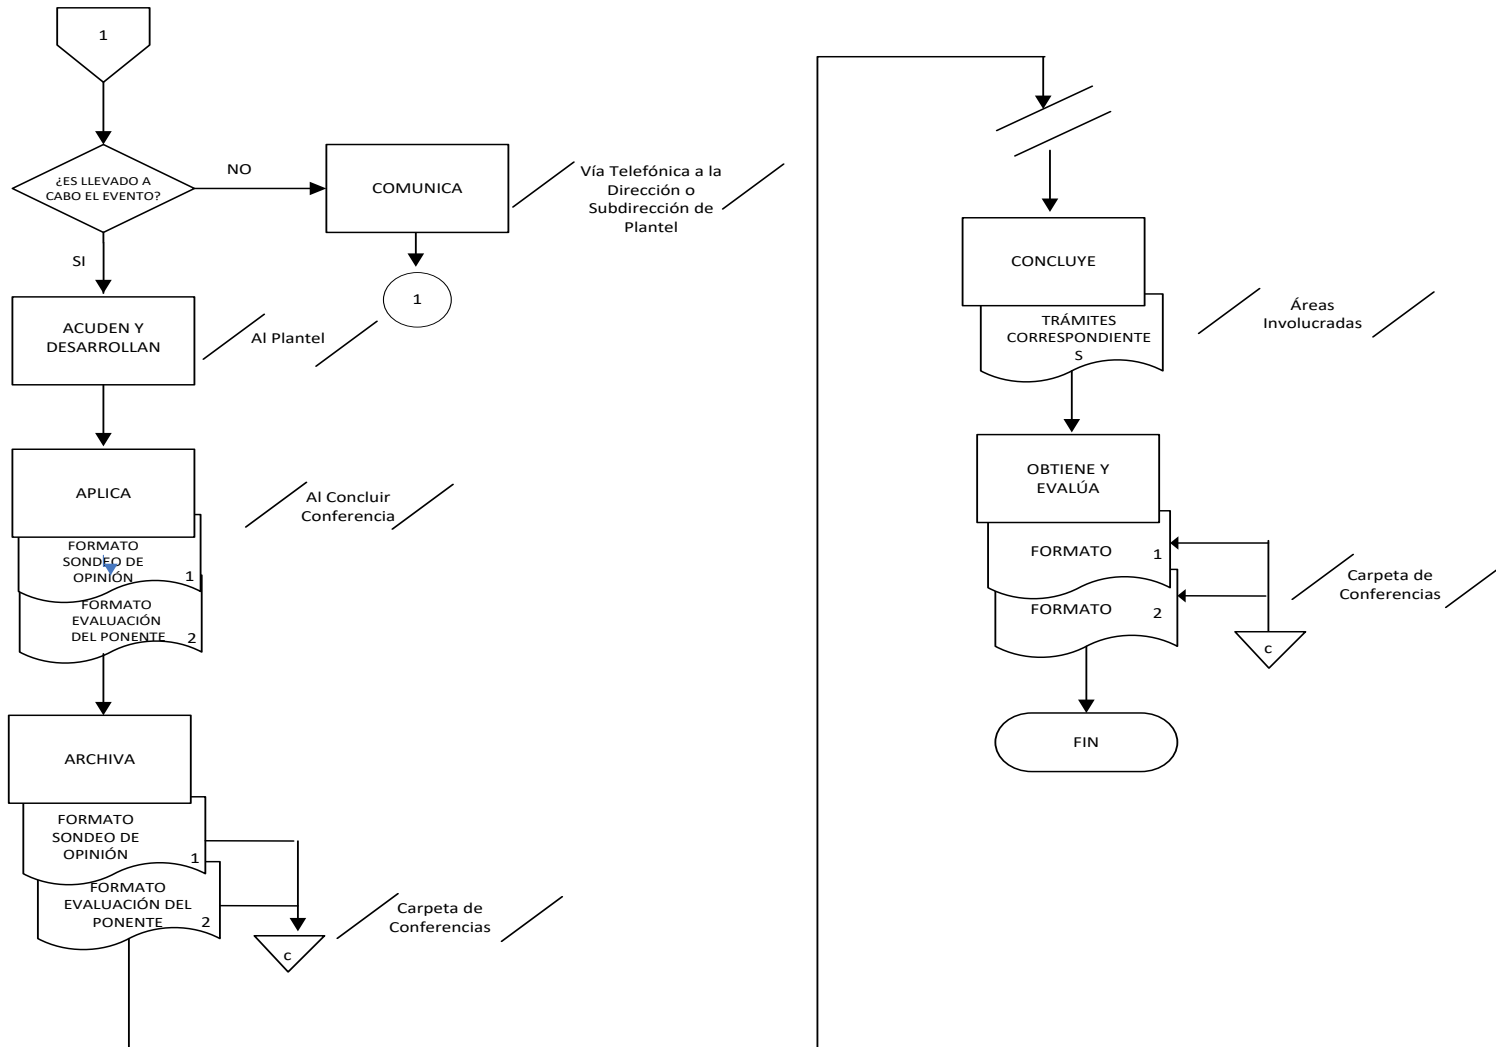 1
¿ES LLEVADO A
CABO EL EVENTO?
NO
COMUNICA
Vía Telefónica a la
Dirección o
Subdirección de
Plantel
SI
1
ACUDEN Y
DESARROLLAN
Al Plantel
APLICA
Al Concluir
Conferencia
FORMATO
SONDEO DE
OPINIÓN
1
FORMATO
EVALUACIÓN
DEL PONENTE
2
ARCHIVA
FORMATO
SONDEO DE
OPINIÓN
1
FORMATO
EVALUACIÓN DEL
PONENTE
2
c
Carpeta de
Conferencias
CONCLUYE
TRÁMITES
CORRESPONDIENTE
S
Áreas
Involucradas
OBTIENE Y
EVALÚA
FORMATO
1
FORMATO
2
c
Carpeta de
Conferencias
FIN